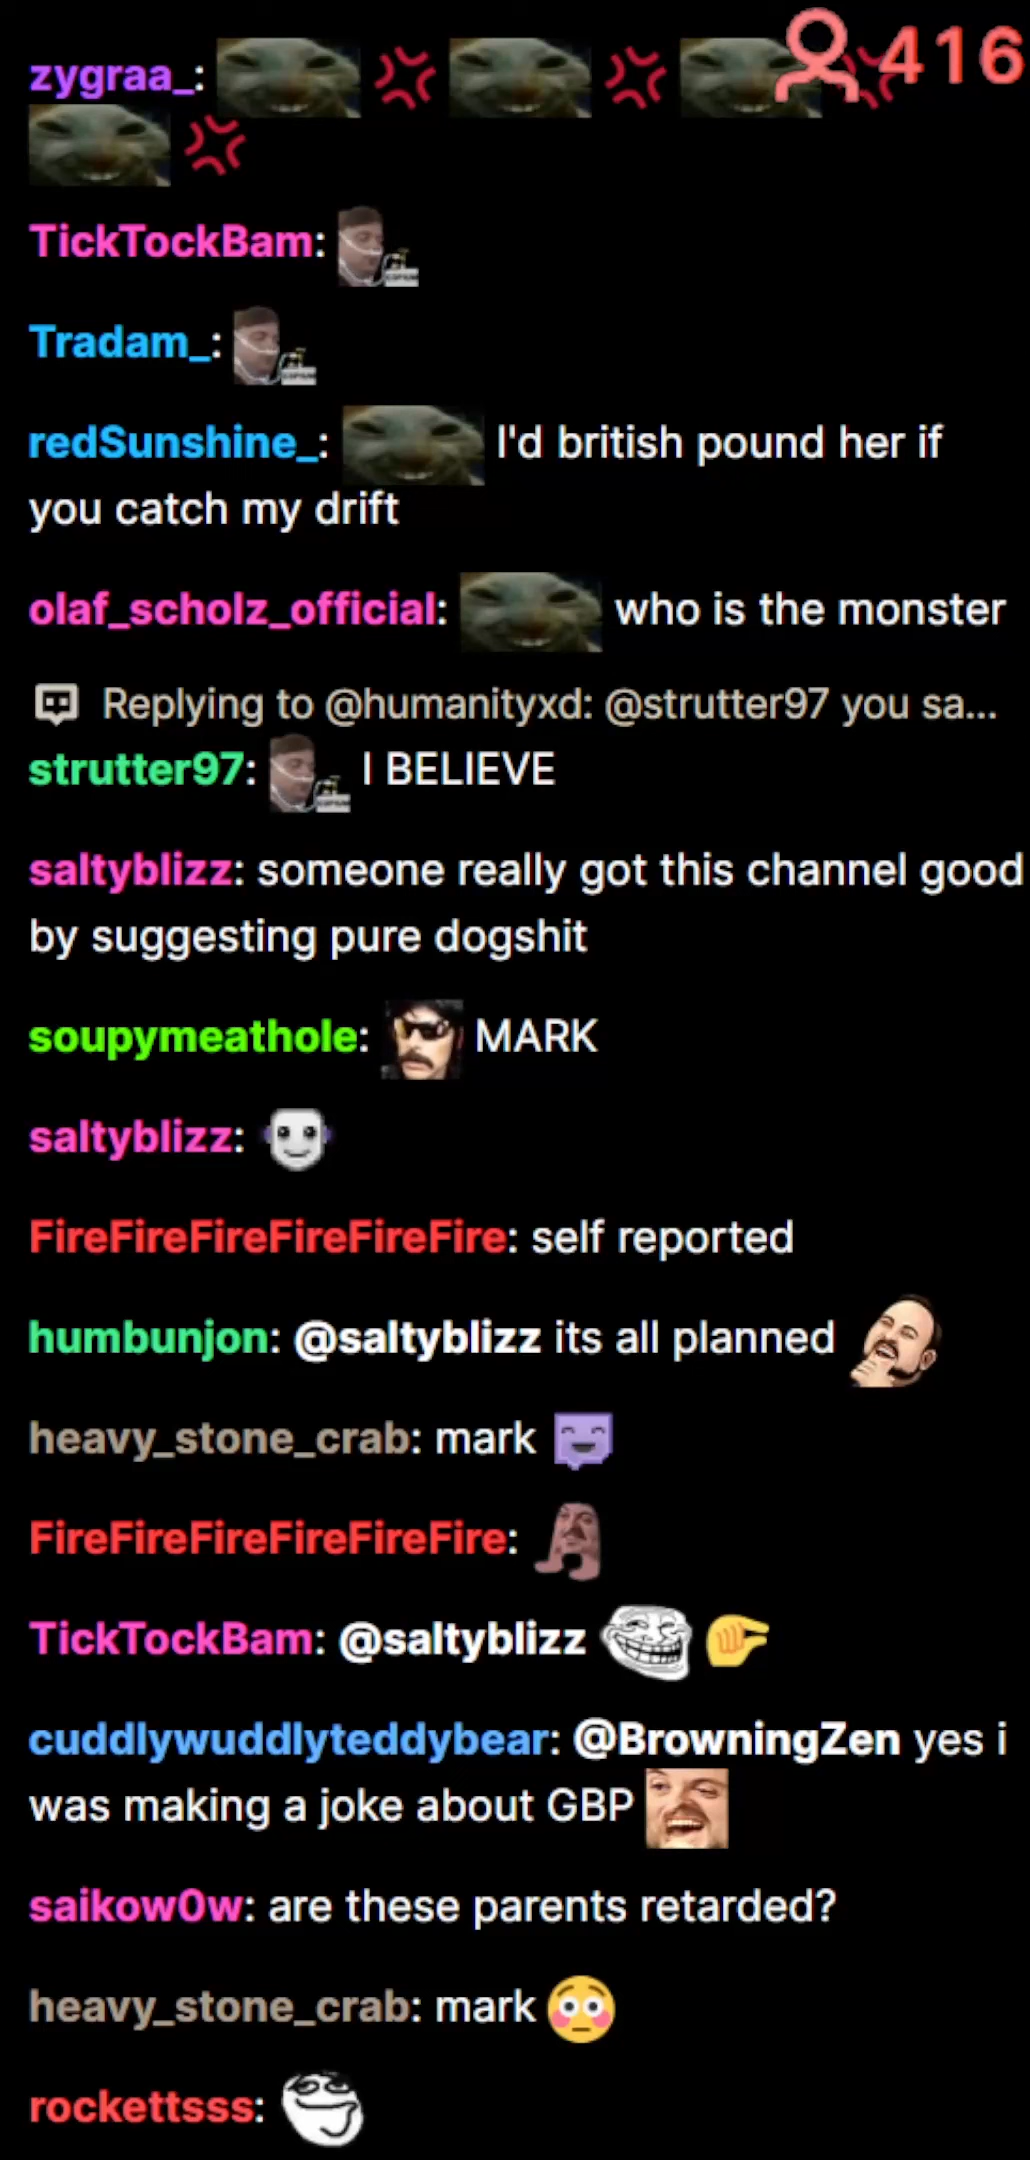 416
zygraa_:
TickTockBam:
Tradam_:
redSunshine_: I'd british pound her if
you catch my drift
olaf_scholz_official: who is the monster
Replying to @humanityxd: @strutter97 you sa...
strutter97: I BELIEVE
saltyblizz: someone really got this channel good
by suggesting pure dogshit
soupymeathole: MARK
saltyblizz:
FireFireFireFireFireFire: self reported
humbunjon: @saltyblizz its all planned
heavy_stone_crab: mark
FireFireFireFireFireFire:
TickTockBam: @saltyblizz
cuddlywuddlyteddybear: @BrowningZen yes i
was making a joke about GBP
saikow0w: are these parents retarded?
heavy_stone_crab: mark
rockettsss: